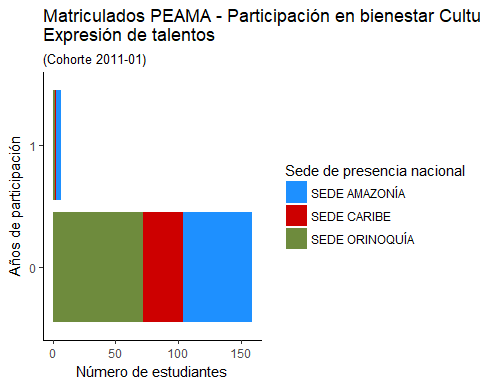 Matriculados PEAMA - Participación en bienestar Cultu
Expresión de talentos
(Cohorte 2011-01)
Años de participación
1
0
0
50
100
150
Número de estudiantes
Sede de presencia nacional
SEDE AMAZONÍA
SEDE CARIBE
SEDE ORINOQUÍA